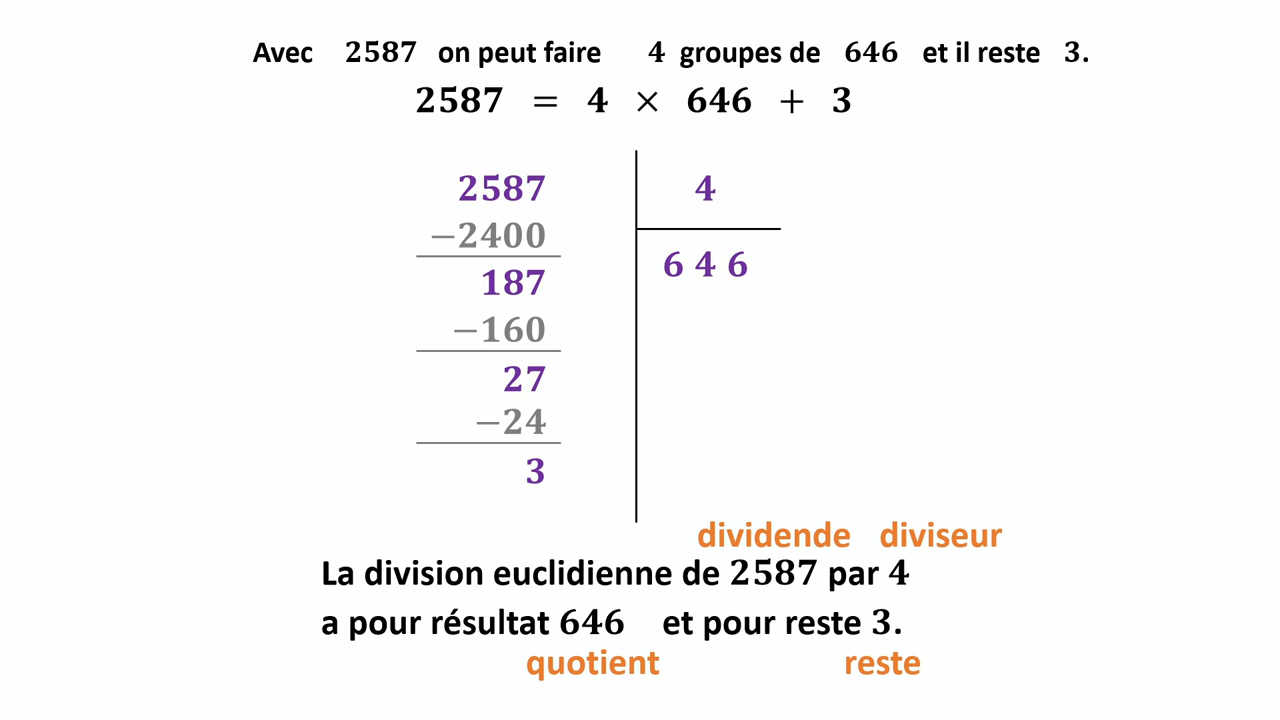 Avec 2587 on peut faire 4 groupes de 646 et il reste 3.
2587 = 4 × 646 + 3
2587 4
−2400
646
187
−160
27
−24
3
dividende diviseur
La division euclidienne de 2587 par 4
a pour résultat 646 et pour reste 3.
quotient reste